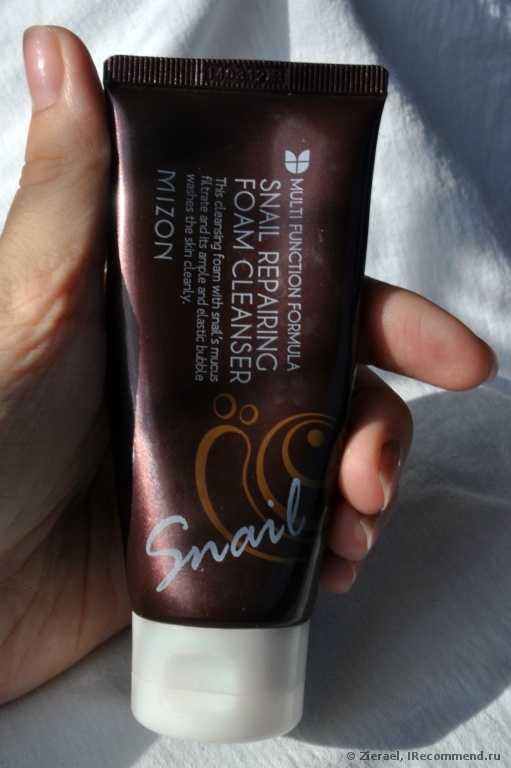 MULTI FUNCTION FORMULA
SNAIL REPAIRING
FOAM CLEANSER
This cleansing foam with snail's mucus
filtrate and its ample and elastic bubble
washes the skin cleanly.
MIZON
Snail
© Zierael, IRecommend.ru